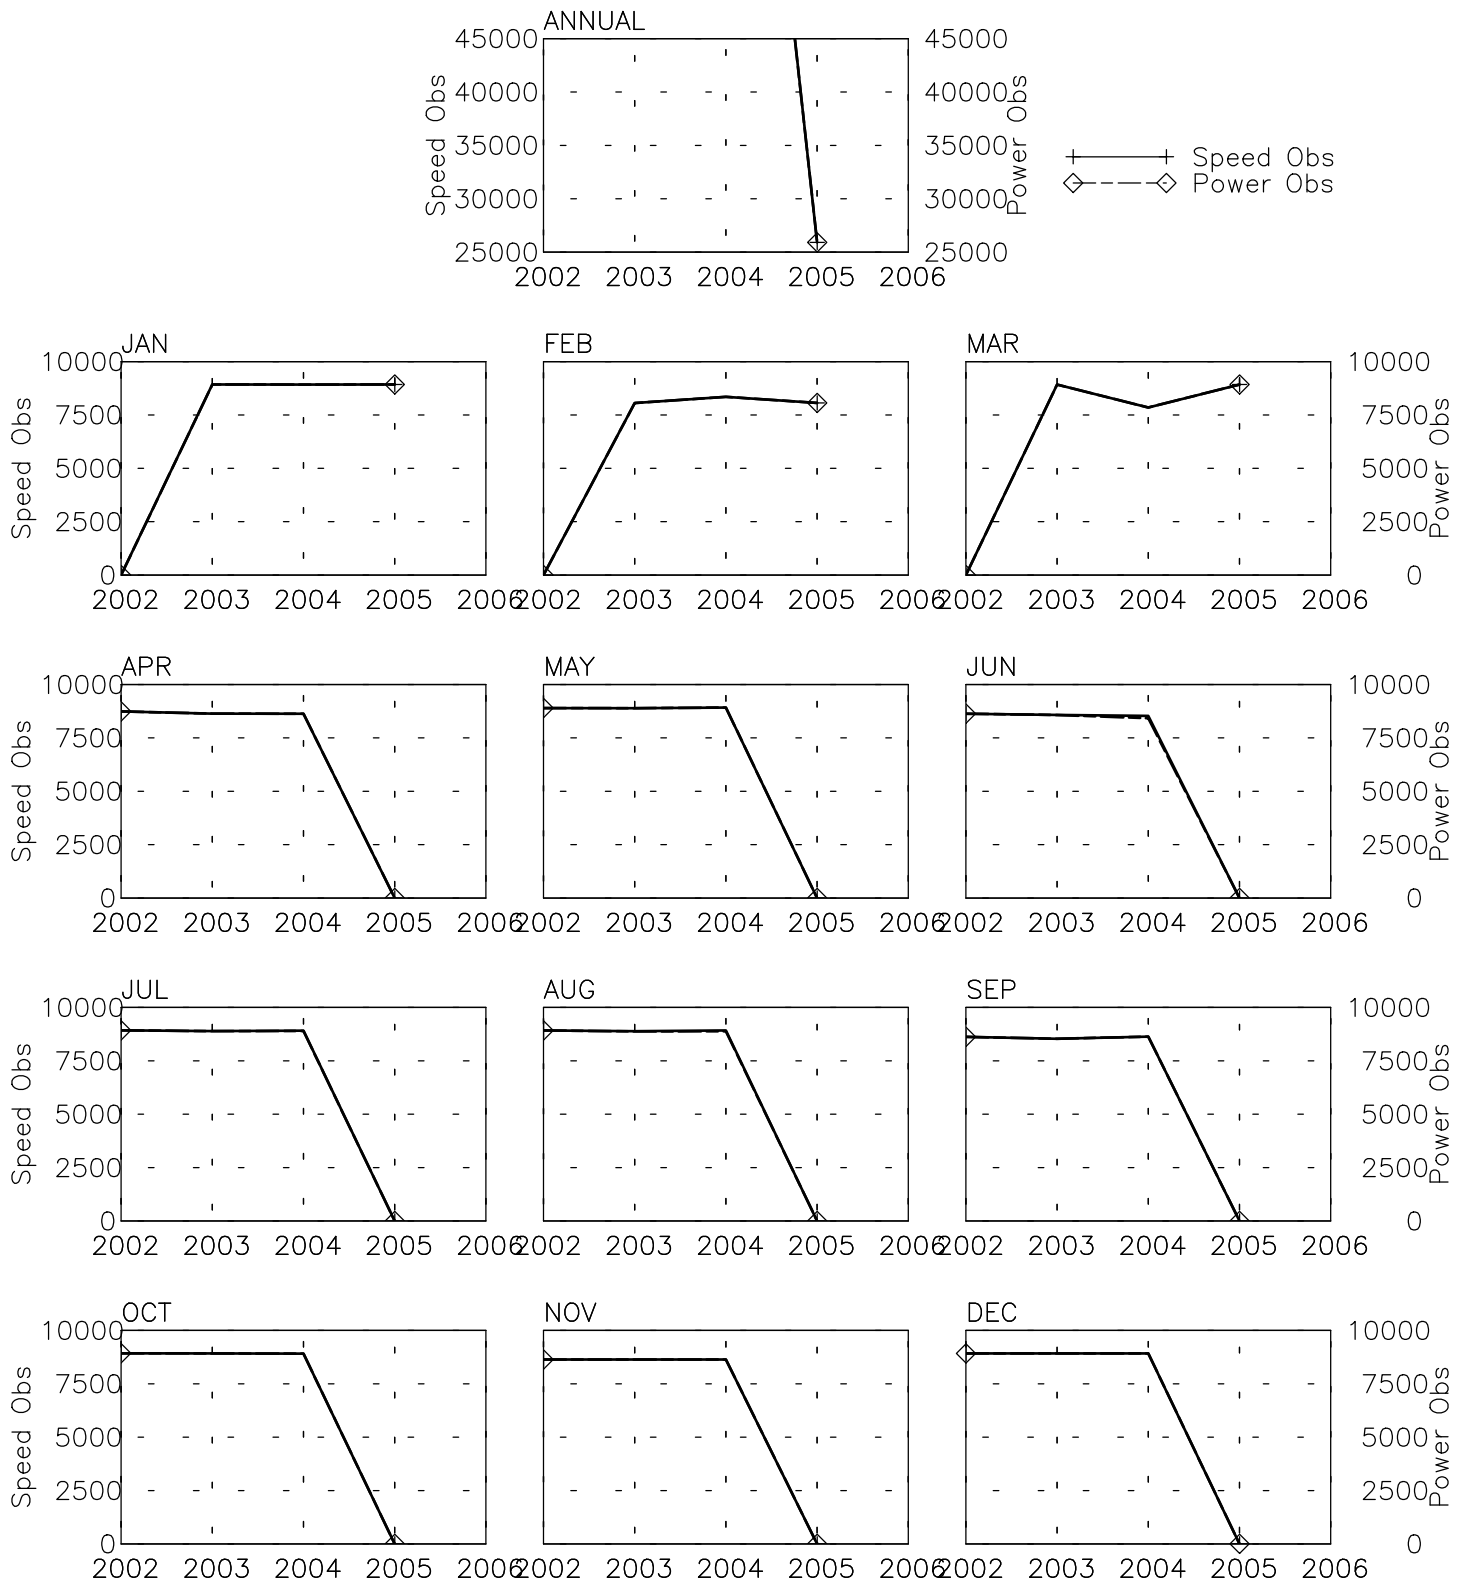 ANNUAL
45000 45000
40000 40000
35000 35000
30000 30000
25000 25000
Speed Obs
Power Obs
2002 2003 2004 2005 2006
Speed Obs
Power Obs
JAN FEB MAR
10000 10000
7500 7500
5000 5000
2500 2500
0 0
Speed Obs
Power Obs
2002 2003 2004 2005 2006 2002 2003 2004 2005 2006 2002 2003 2004 2005 2006
APR MAY JUN
10000 10000
7500 7500
5000 5000
2500 2500
0 0
Speed Obs
Power Obs
2002 2003 2004 2005 2006 2002 2003 2004 2005 2006 2002 2003 2004 2005 2006
JUL AUG SEP
10000 10000
7500 7500
5000 5000
2500 2500
0 0
Speed Obs
Power Obs
2002 2003 2004 2005 2006 2002 2003 2004 2005 2006 2002 2003 2004 2005 2006
OCT NOV DEC
10000 10000
7500 7500
5000 5000
2500 2500
0 0
Speed Obs
Power Obs
2002 2003 2004 2005 2006 2002 2003 2004 2005 2006 2002 2003 2004 2005 2006